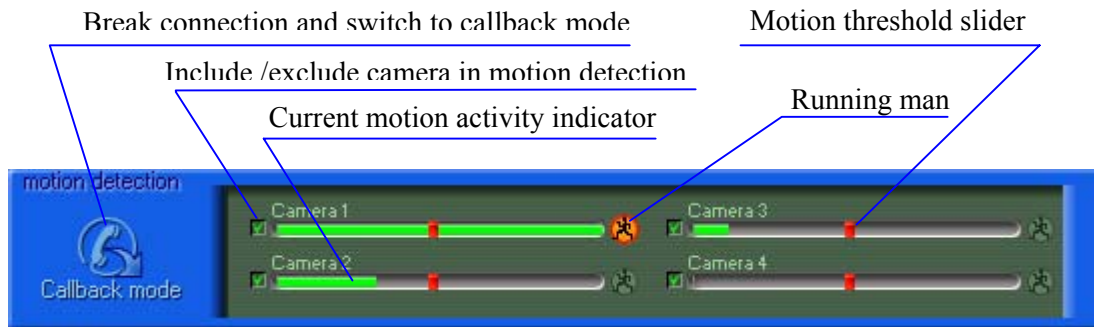 Break connection and switch to callback mode
Motion threshold slider
Include /exclude camera in motion detection
Running man
Current motion activity indicator
motion detection
Camera 1
Camera 3
Camera 2
Camera 4
Callback mode